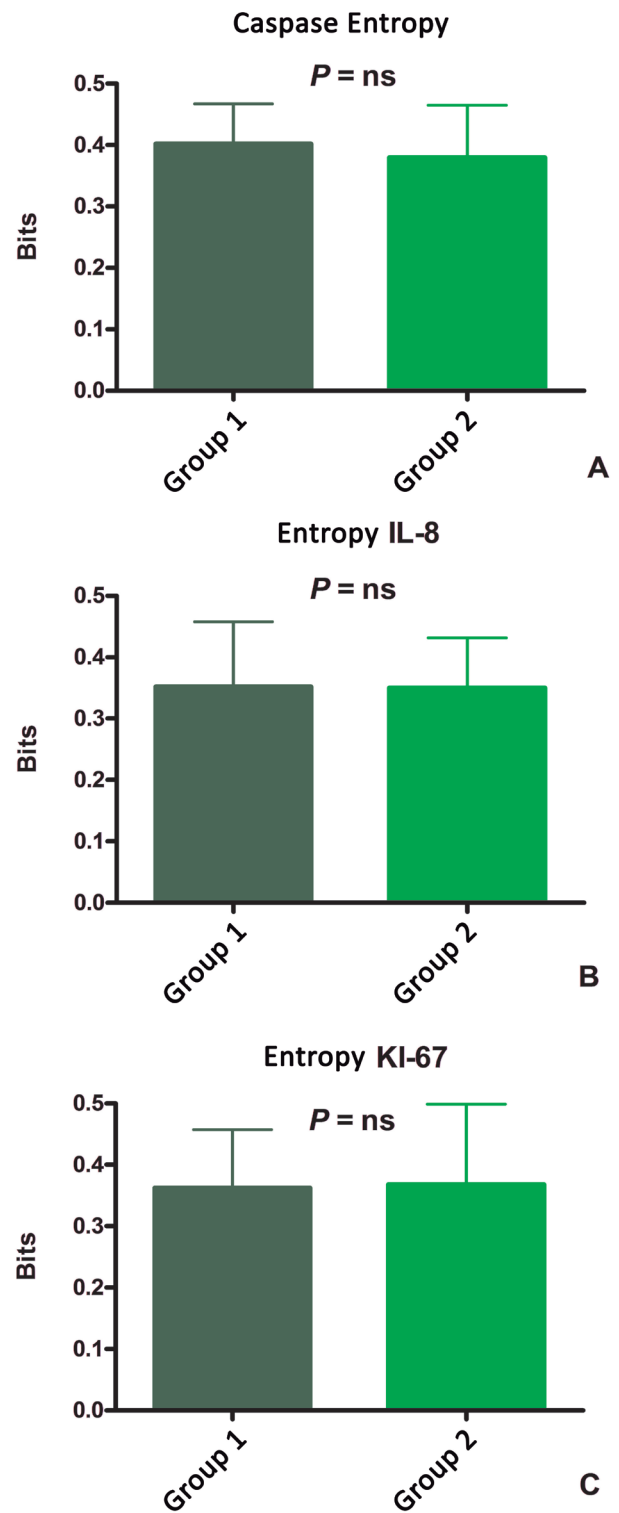 Caspase Entropy
P = ns
0.5
0.4
0.3
0.2
0.1
0.0
Bits
Group 1
Group 2
A
Entropy IL-8
P = ns
0.5
0.4
0.3
0.2
0.1
0.0
Bits
Group 1
Group 2
B
Entropy KI-67
P = ns
0.5
0.4
0.3
0.2
0.1
0.0
Bits
Group 1
Group 2
C